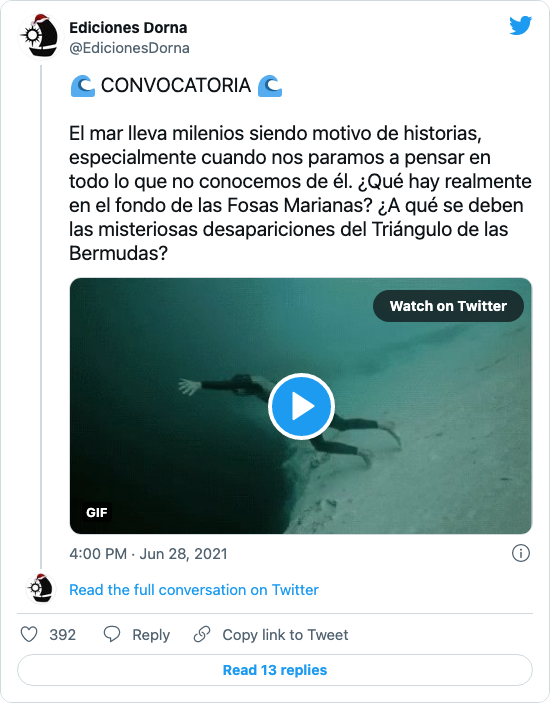 Ediciones Dorna
@EdicionesDorna
🌊 CONVOCATORIA 🌊
El mar lleva milenios siendo motivo de historias,
especialmente cuando nos paramos a pensar en
todo lo que no conocemos de él. ¿Qué hay realmente
en el fondo de las Fosas Marianas? ¿A qué se deben
las misteriosas desapariciones del Triángulo de las
Bermudas?
Watch on Twitter
GIF
4:00 PM · Jun 28, 2021
Read the full conversation on Twitter
392 Reply Copy link to Tweet
Read 13 replies